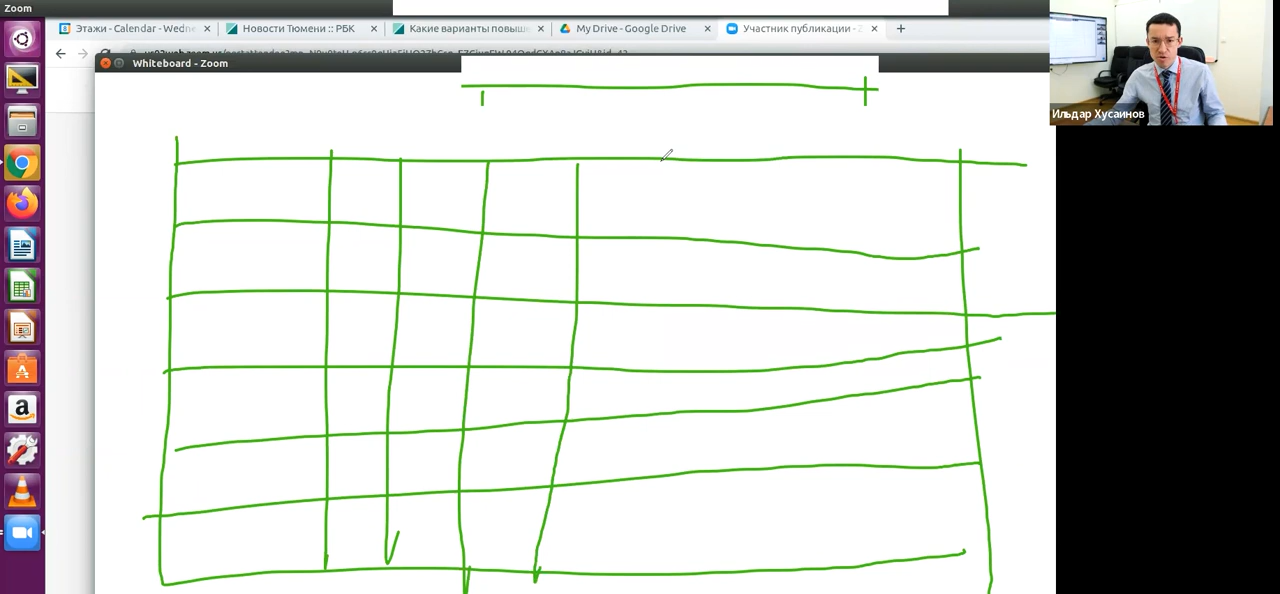 Zoom
Этажи - Calendar - Wedne
Новости Тюмени :: РБК
Какие варианты повыше
My Drive - Google Drive
Участник публикации -
Whiteboard - Zoom
Ильдар Хусаинов